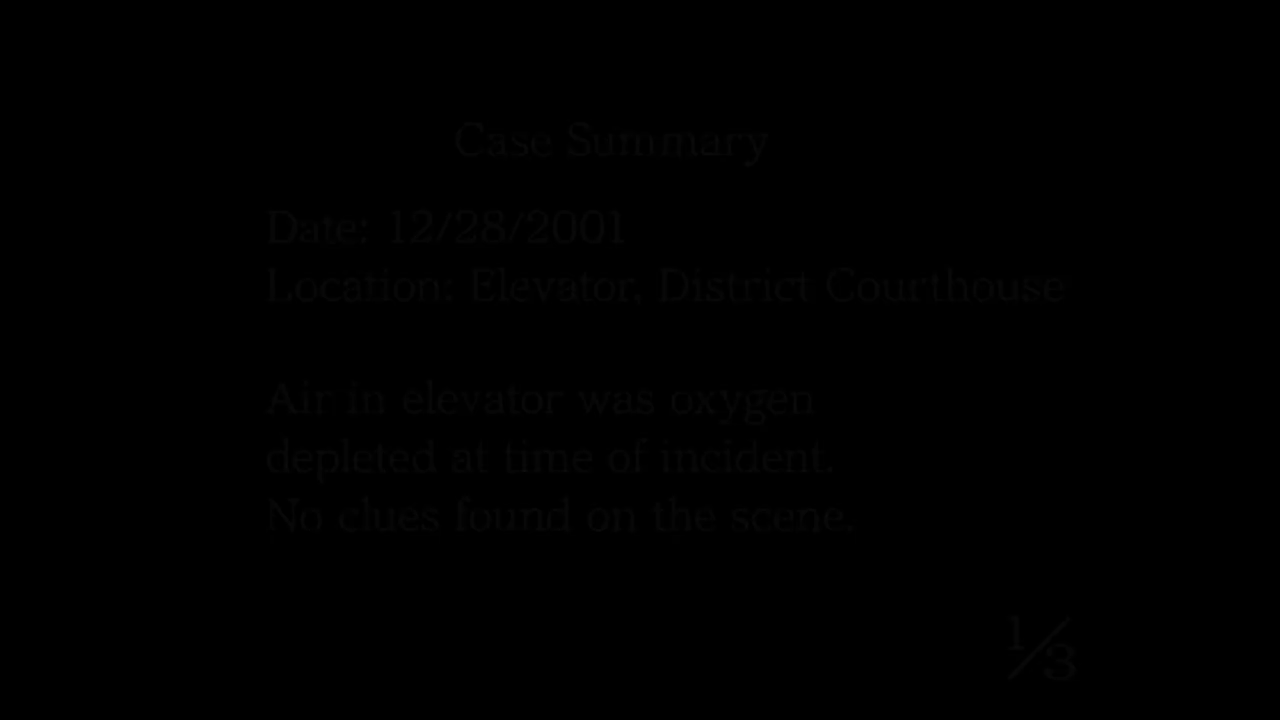 Case Summary
Date: 12/28/2001
Location: Elevator, District Courthouse
Air in elevator was oxygen
depleted at time of incident.
No clues found on the scene.
1/3